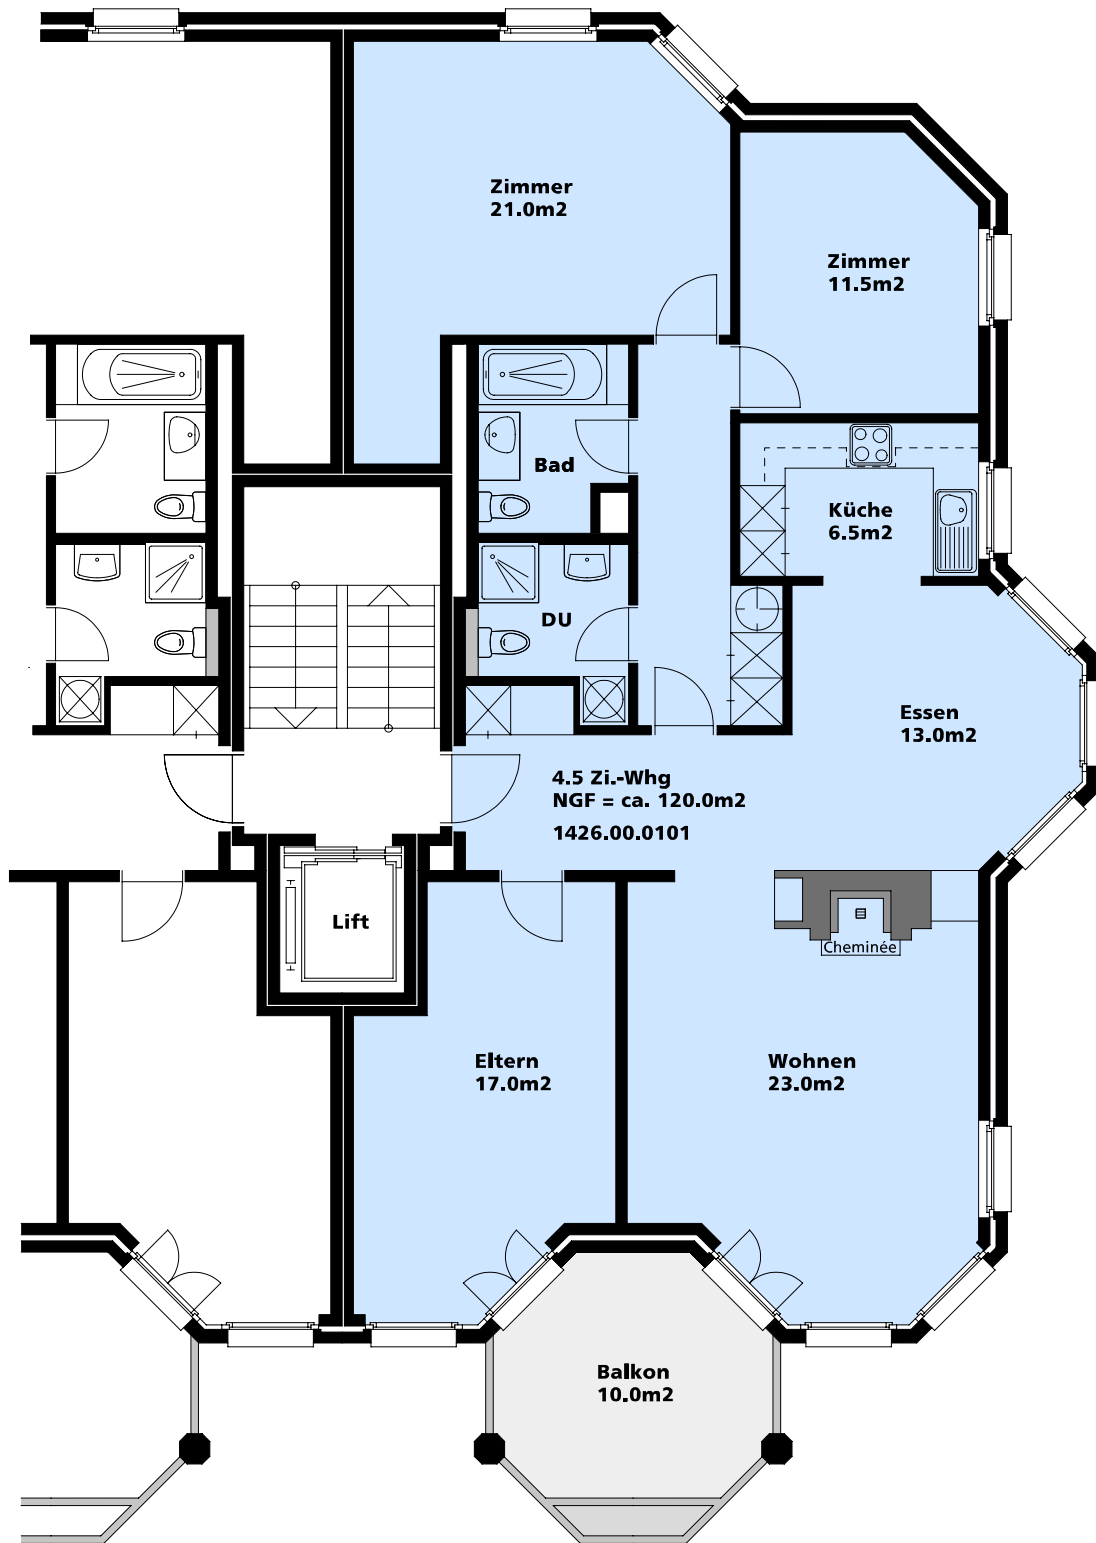 Zimmer
21.0m2
Zimmer
11.5m2
Bad
Küche
6.5m2
DU
Essen
13.0m2
4.5 Zi.-Whg
NGF = ca. 120.0m2
1426.00.0101
Lift
Cheminée
Eltern
17.0m2
Wohnen
23.0m2
Balkon
10.0m2